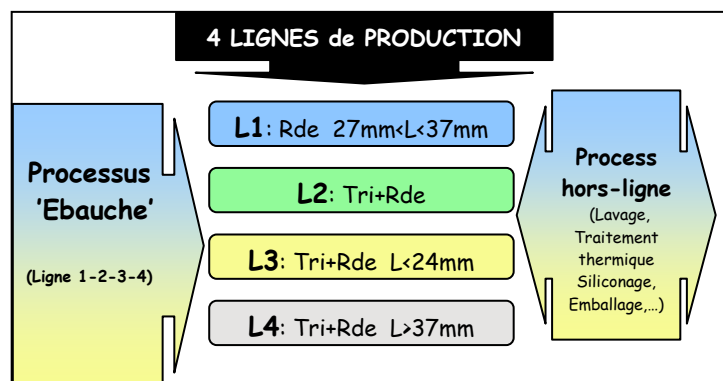 4 LIGNES de PRODUCTION
Processus
'Ebauche'
(Ligne 1-2-3-4)
L1: Rde 27mm<L<37mm
L2: Tri+Rde
L3: Tri+Rde L<24mm
L4: Tri+Rde L>37mm
Process
hors-ligne
(Lavage,
Traitement
thermique
Siliconage,
Emballage,...)